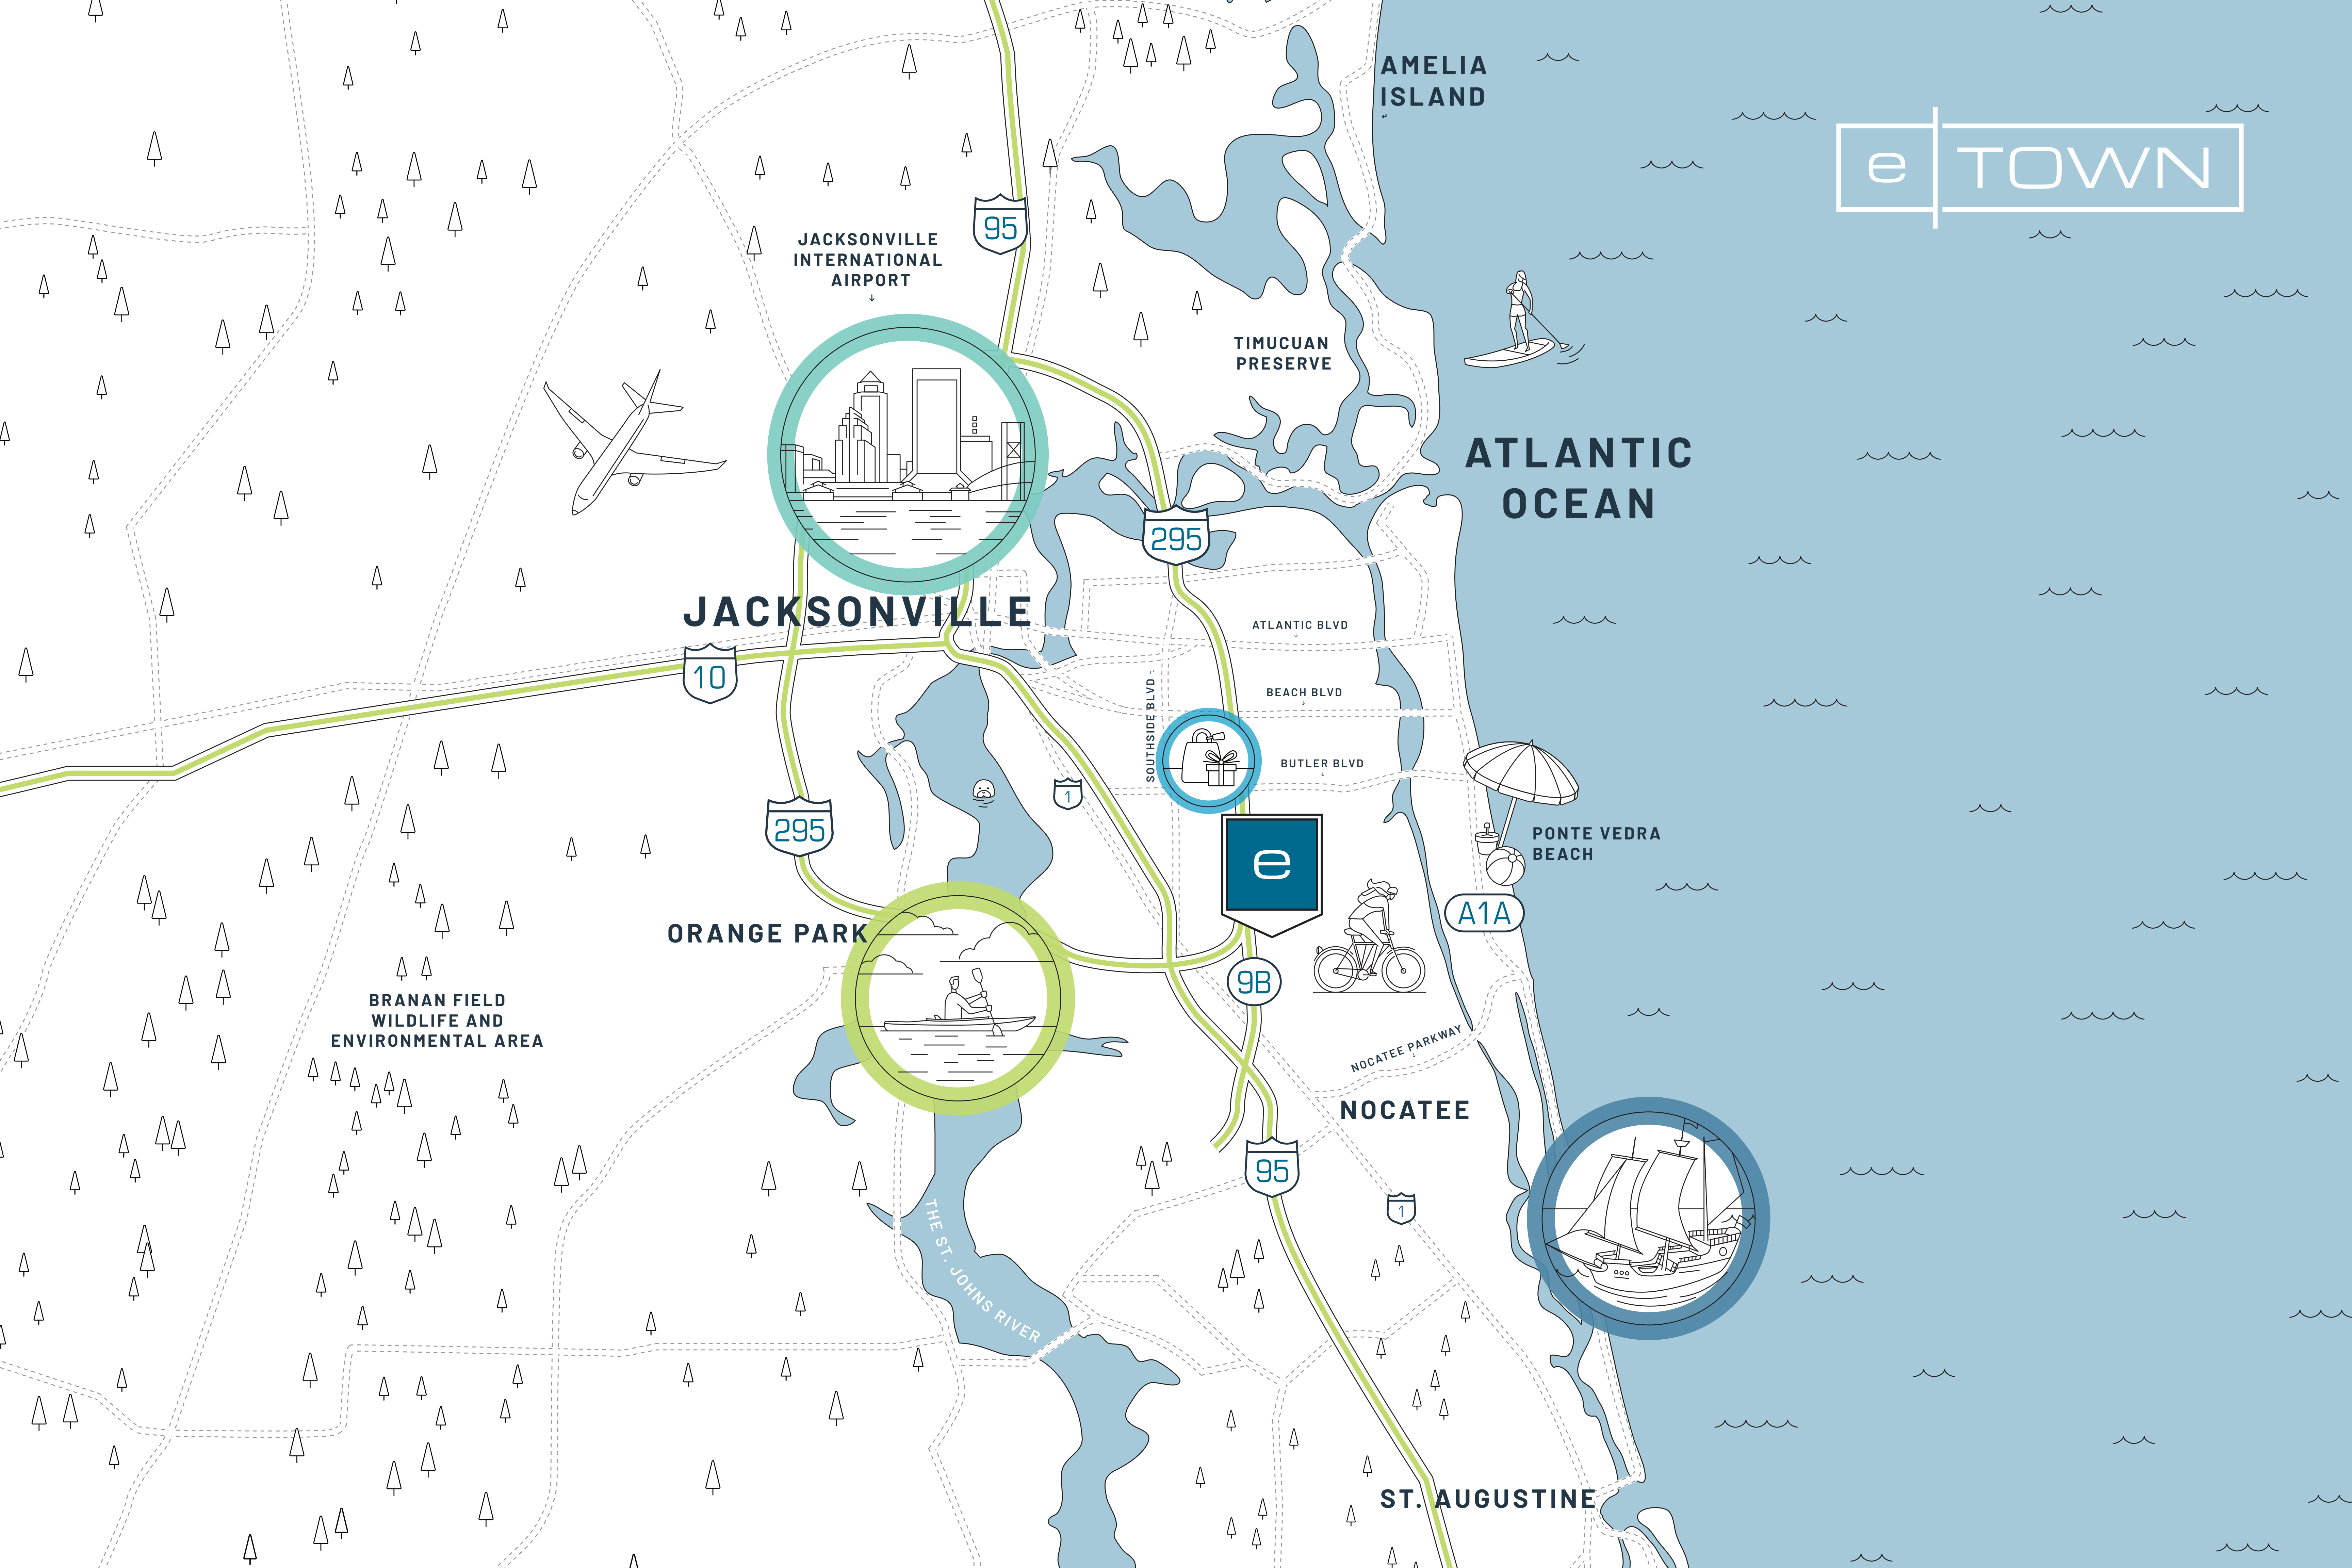 AMELIA
ISLAND
e TOWN
95
JACKSONVILLE
INTERNATIONAL
AIRPORT
TIMUCUAN
PRESERVE
ATLANTIC
OCEAN
295
JACKSONVILLE
ATLANTIC BLVD
10
BEACH BLVD
SOUTHSIDE BLVD
BUTLER BLVD
1
295
PONTE VEDRA
BEACH
e
A1A
ORANGE PARK
9B
BRANAN FIELD
WILDLIFE AND
ENVIRONMENTAL AREA
NOCATEE PARKWAY
NOCATEE
95
1
THE ST. JOHNS RIVER
ST. AUGUSTINE